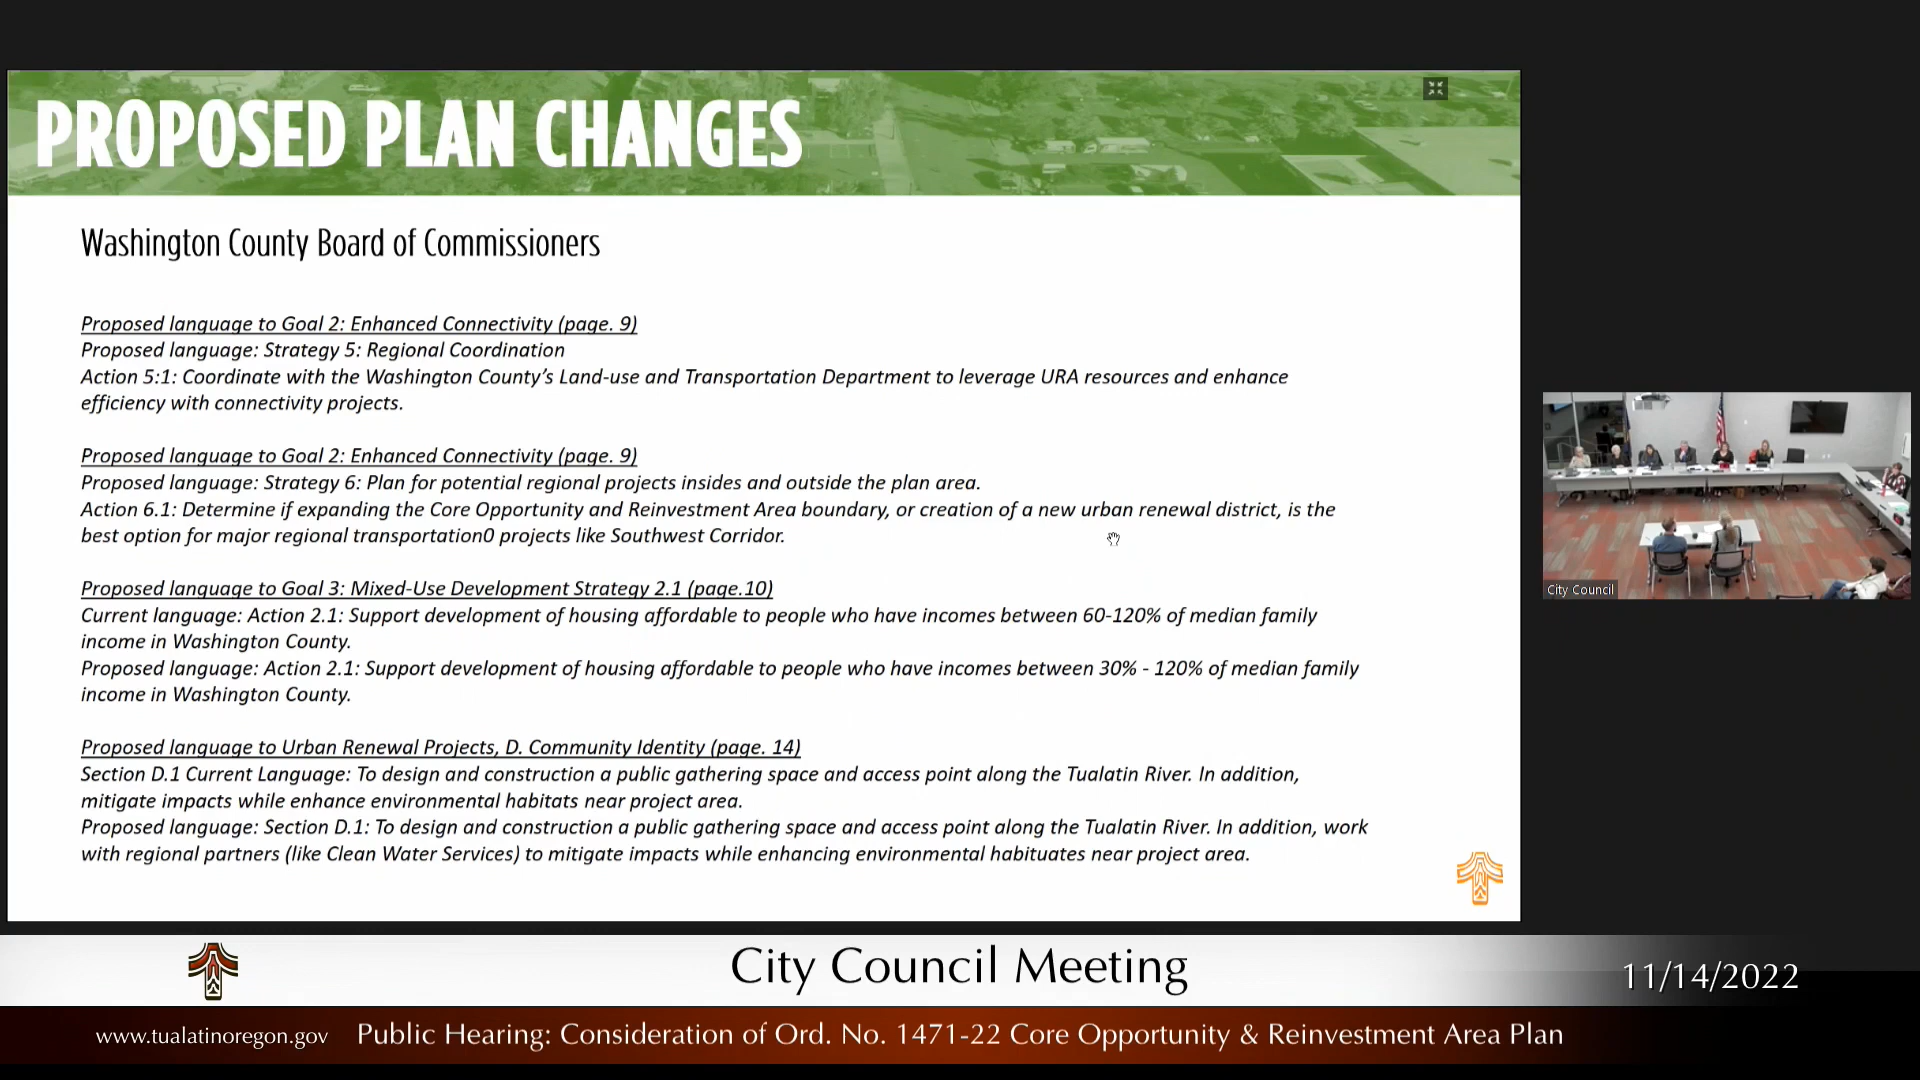 PROPOSED PLAN CHANGES
Washington County Board of Commissioners
Proposed language to Goal 2: Enhanced Connectivity (page. 9)
Proposed language: Strategy 5: Regional Coordination
Action 5:1: Coordinate with the Washington County’s Land-use and Transportation Department to leverage URA resources and enhance
efficiency with connectivity projects.
Proposed language to Goal 2: Enhanced Connectivity (page. 9)
Proposed language: Strategy 6: Plan for potential regional projects insides and outside the plan area.
Action 6.1: Determine if expanding the Core Opportunity and Reinvestment Area boundary, or creation of a new urban renewal district, is the
best option for major regional transportation0 projects like Southwest Corridor.
Proposed language to Goal 3: Mixed-Use Development Strategy 2.1 (page.10)
Current language: Action 2.1: Support development of housing affordable to people who have incomes between 60-120% of median family
income in Washington County.
Proposed language: Action 2.1: Support development of housing affordable to people who have incomes between 30% - 120% of median family
income in Washington County.
Proposed language to Urban Renewal Projects, D. Community Identity (page. 14)
Section D.1 Current Language: To design and construction a public gathering space and access point along the Tualatin River. In addition,
mitigate impacts while enhance environmental habitats near project area.
Proposed language: Section D.1: To design and construction a public gathering space and access point along the Tualatin River. In addition, work
with regional partners (like Clean Water Services) to mitigate impacts while enhancing environmental habituates near project area.
City Council
City Council Meeting
11/14/2022
www.tualatinoregon.gov
Public Hearing: Consideration of Ord. No. 1471-22 Core Opportunity & Reinvestment Area Plan